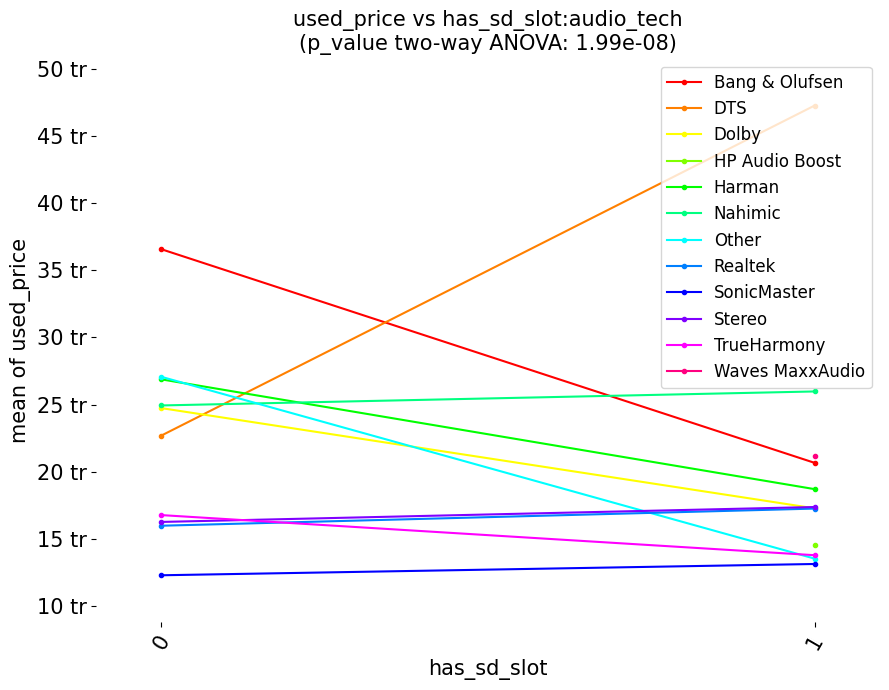 used_price vs has_sd_slot:audio_tech
(p_value two-way ANOVA: 1.99e-08)
50 tr
45 tr
40 tr
35 tr
30 tr
25 tr
20 tr
15 tr
10 tr
mean of used_price
Bang & Olufsen
DTS
Dolby
HP Audio Boost
Harman
Nahimic
Other
Realtek
SonicMaster
Stereo
TrueHarmony
Waves MaxxAudio
0
1
has_sd_slot